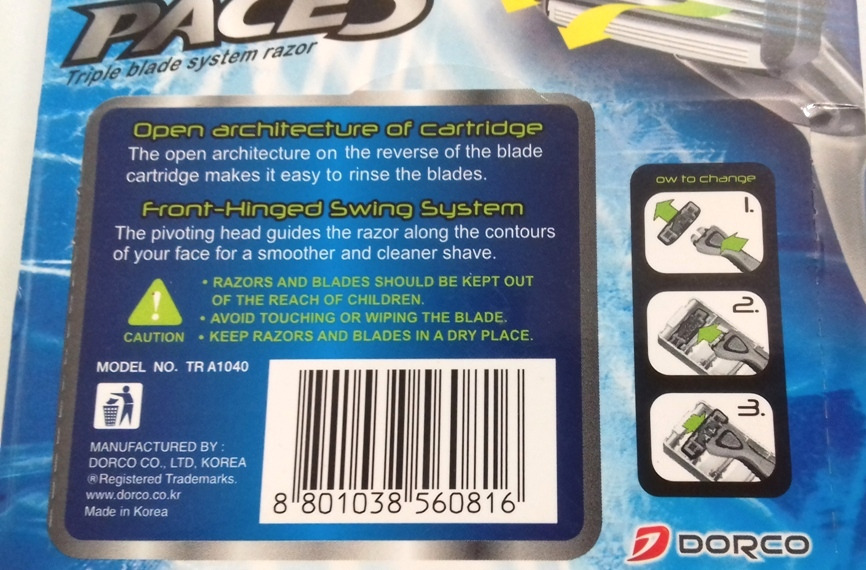 PACE3
Triple blade system razor
Open architecture of cartridge
The open architecture on the reverse of the blade
cartridge makes it easy to rinse the blades.
Front-Hinged Swing System
The pivoting head guides the razor along the contours
of your face for a smoother and cleaner shave.
CAUTION
• RAZORS AND BLADES SHOULD BE KEPT OUT
OF THE REACH OF CHILDREN.
• AVOID TOUCHING OR WIPING THE BLADE.
• KEEP RAZORS AND BLADES IN A DRY PLACE.
MODEL NO. TR A1040
MANUFACTURED BY :
DORCO CO., LTD, KOREA
®Registered Trademarks.
www.dorco.co.kr
Made in Korea
8 801038 560816
ow to change
1.
2.
3.
DORCO